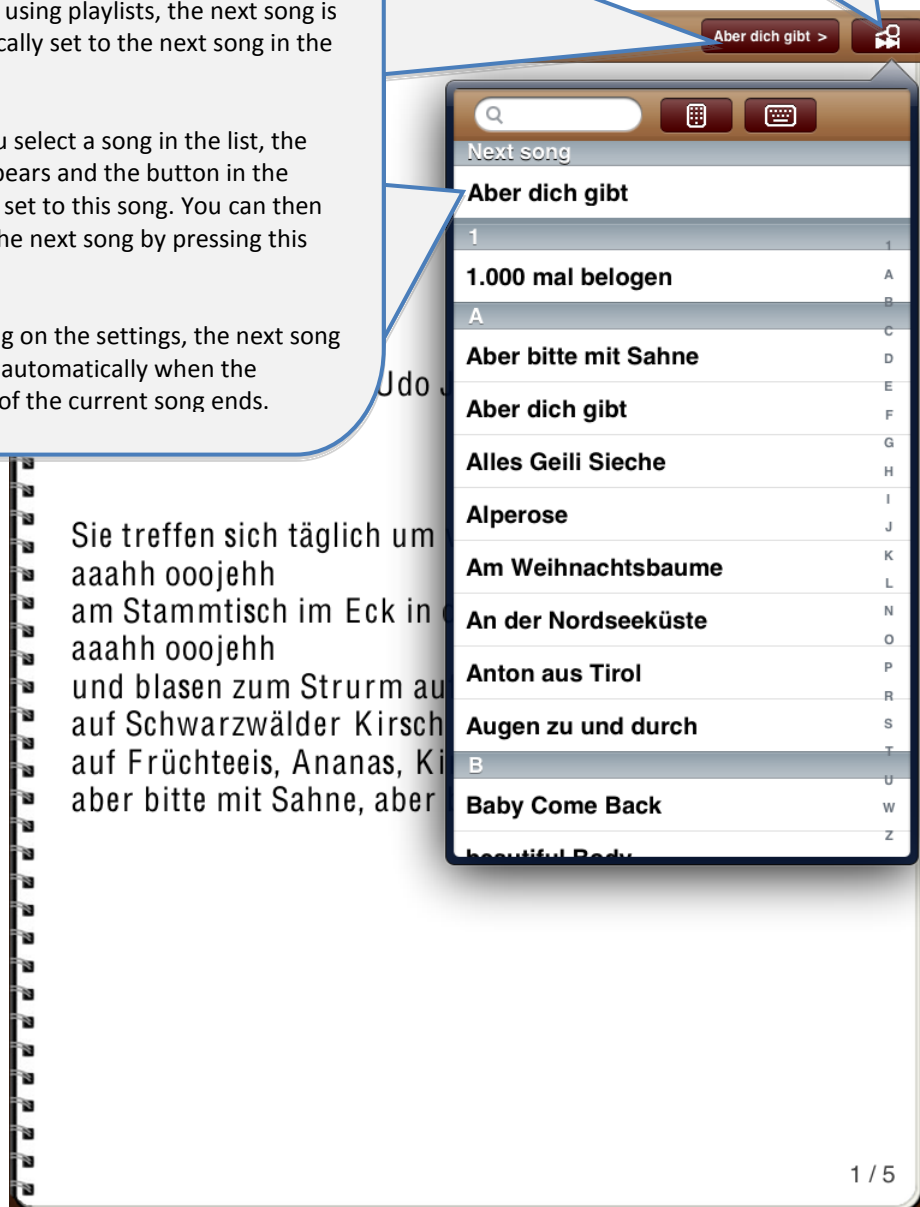 using playlists, the next song is
cally set to the next song in the
u select a song in the list, the
pears and the button in the
set to this song. You can then
he next song by pressing this
g on the settings, the next song
automatically when the
of the current song ends.
Aber dich gibt >
Next song
Aber dich gibt
1
1.000 mal belogen
A
Aber bitte mit Sahne
Aber dich gibt
Alles Geili Sieche
Alperose
Am Weihnachtsbaume
An der Nordseeküste
Anton aus Tirol
Augen zu und durch
B
Baby Come Back
beautiful Body
1
A
B
C
D
E
F
G
H
I
J
K
L
N
O
P
R
S
T
U
W
Z
Udo J
Sie treffen sich täglich um
aaahh ooojehh
am Stammtisch im Eck in
aaahh ooojehh
und blasen zum Strurm au
auf Schwarzwälder Kirsch
auf Früchteeis, Ananas, Ki
aber bitte mit Sahne, aber
1 / 5